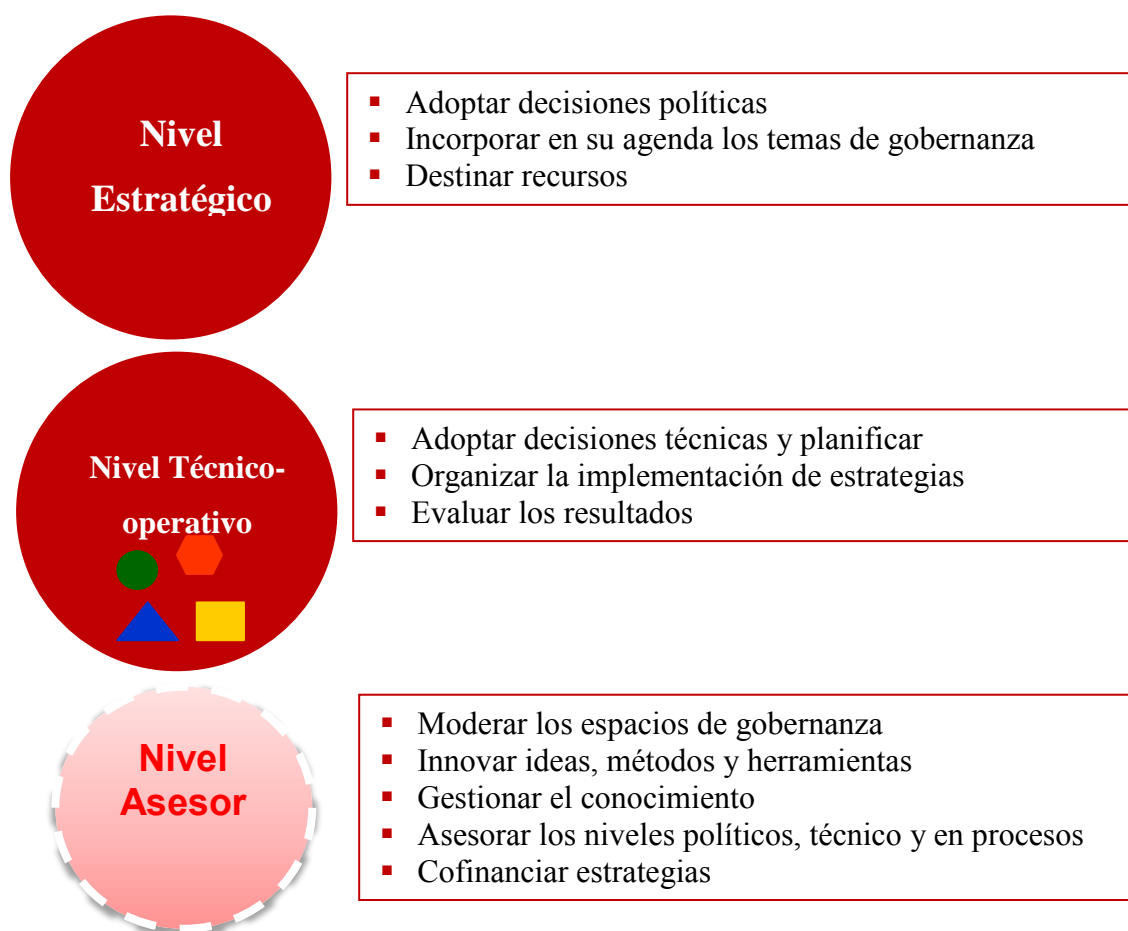 Nivel
Estratégico
▪ Adoptar decisiones políticas
▪ Incorporar en su agenda los temas de gobernanza
▪ Destinar recursos
Nivel Técnico-
operativo
▪ Adoptar decisiones técnicas y planificar
▪ Organizar la implementación de estrategias
▪ Evaluar los resultados
Nivel
Asesor
▪ Moderar los espacios de gobernanza
▪ Innovar ideas, métodos y herramientas
▪ Gestionar el conocimiento
▪ Asesorar los niveles políticos, técnico y en procesos
▪ Cofinanciar estrategias